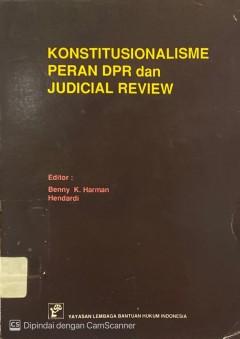 KONSTITUSIONALISME
PERAN DPR dan
JUDICIAL REVIEW
Editor :
Benny K. Harman
Hendardi
YAYASAN LEMBAGA BANTUAN HUKUM INDONESIA
CS Dipindai dengan CamScanner